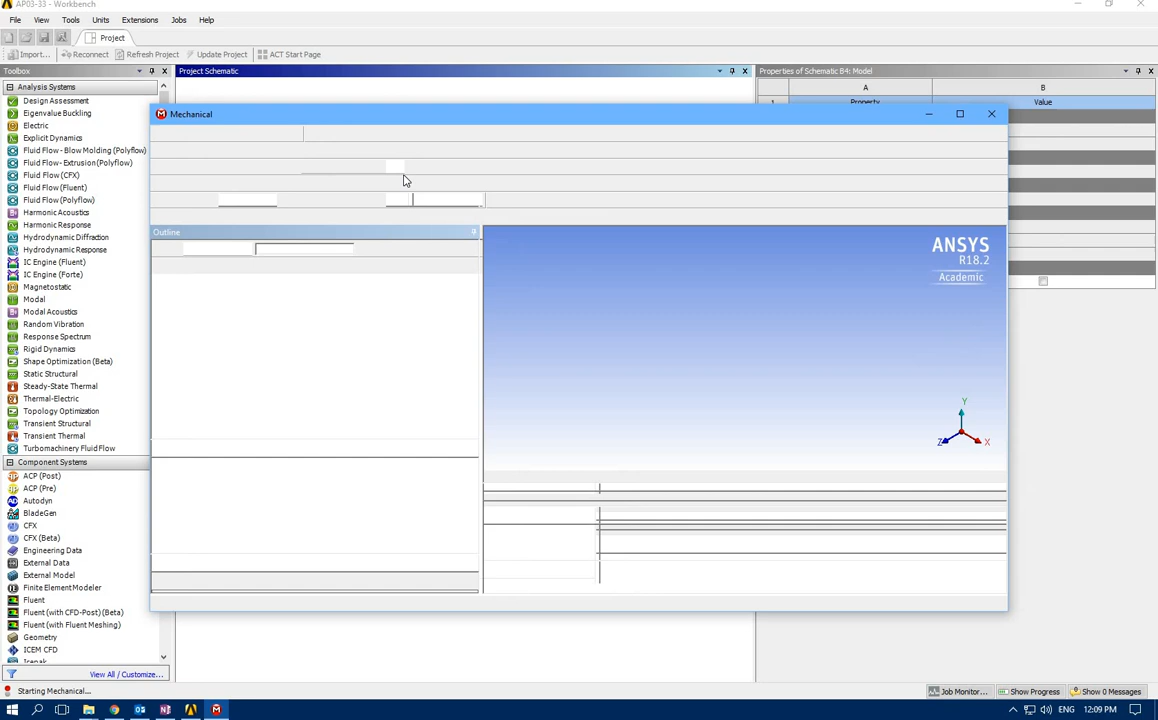 AP03-33 - Workbench
File View Tools Units Extensions Jobs Help
Project
Import... Reconnect Refresh Project Update Project ACT Start Page
Toolbox
Project Schematic
Properties of Schematic B4: Model
Analysis Systems
Design Assessment
Eigenvalue Buckling
Electric
Explicit Dynamics
Fluid Flow - Blow Molding (Polyflow)
Fluid Flow- Extrusion(Polyflow)
Fluid Flow (CFX)
Fluid Flow (Fluent)
Fluid Flow (Polyflow)
Harmonic Acoustics
Harmonic Response
Hydrodynamic Diffraction
Hydrodynamic Response
IC Engine (Fluent)
IC Engine (Forte)
Magnetostatic
Modal
Modal Acoustics
Random Vibration
Response Spectrum
Rigid Dynamics
Shape Optimization (Beta)
Static Structural
Steady-State Thermal
Thermal-Electric
Topology Optimization
Transient Structural
Transient Thermal
Turbomachinery Fluid Flow
Component Systems
ACP (Post)
ACP (Pre)
Autodyn
BladeGen
CFX
CFX (Beta)
Engineering Data
External Data
External Model
Finite Element Modeler
Fluent
Fluent (with CFD-Post) (Beta)
Fluent (with Fluent Meshing)
Geometry
ICEM CFD
Icepak
View All / Customize...
Mechanical
Outline
ANSYS
R18.2
Academic
Y
Z
X
A B
1 Property Value
Starting Mechanical...
Job Monitor... Show Progress Show 0 Messages
ENG 12:09 PM